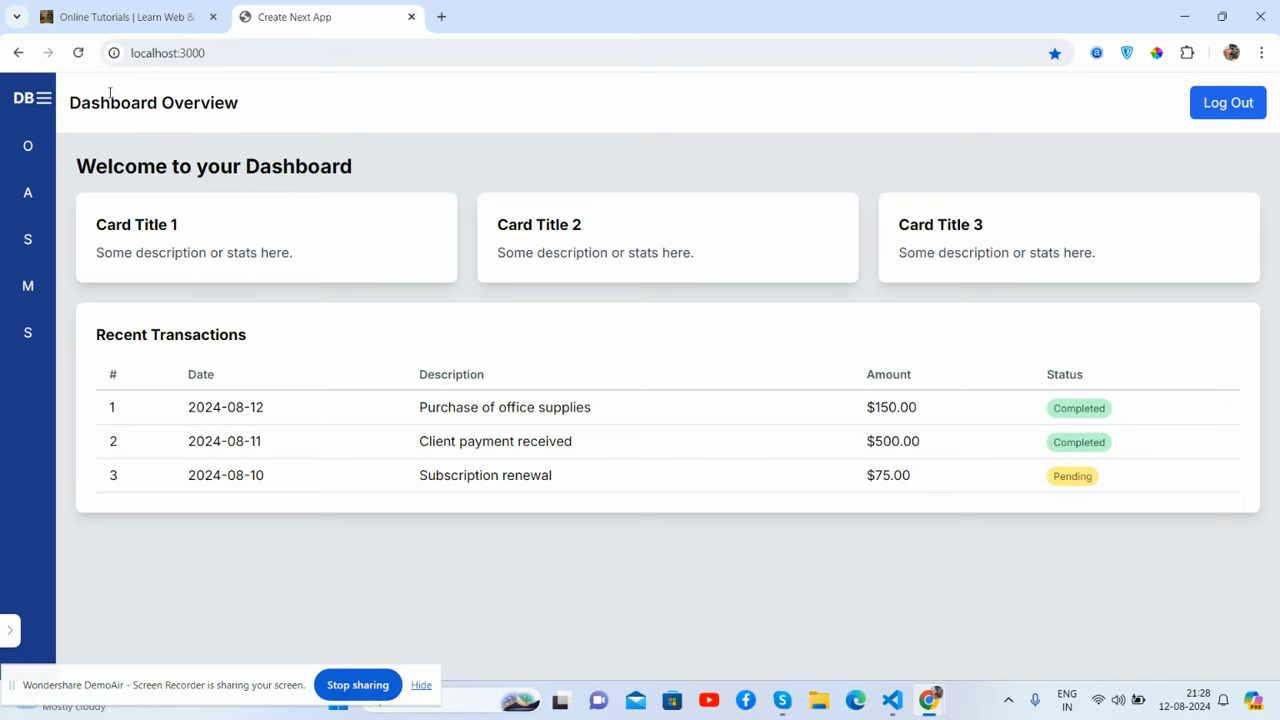 Online Tutorials | Learn Web &
Create Next App
localhost:3000
DB
Dashboard Overview
Log Out
O
A
S
M
S
Welcome to your Dashboard
Card Title 1
Some description or stats here.
Card Title 2
Some description or stats here.
Card Title 3
Some description or stats here.
Recent Transactions
# Date Description Amount Status
1 2024-08-12 Purchase of office supplies $150.00 Completed
2 2024-08-11 Client payment received $500.00 Completed
3 2024-08-10 Subscription renewal $75.00 Pending
Wondershare DemoAir - Screen Recorder is sharing your screen. Stop sharing Hide
Mostly cloudy
ENG
IN
21:28
12-08-2024